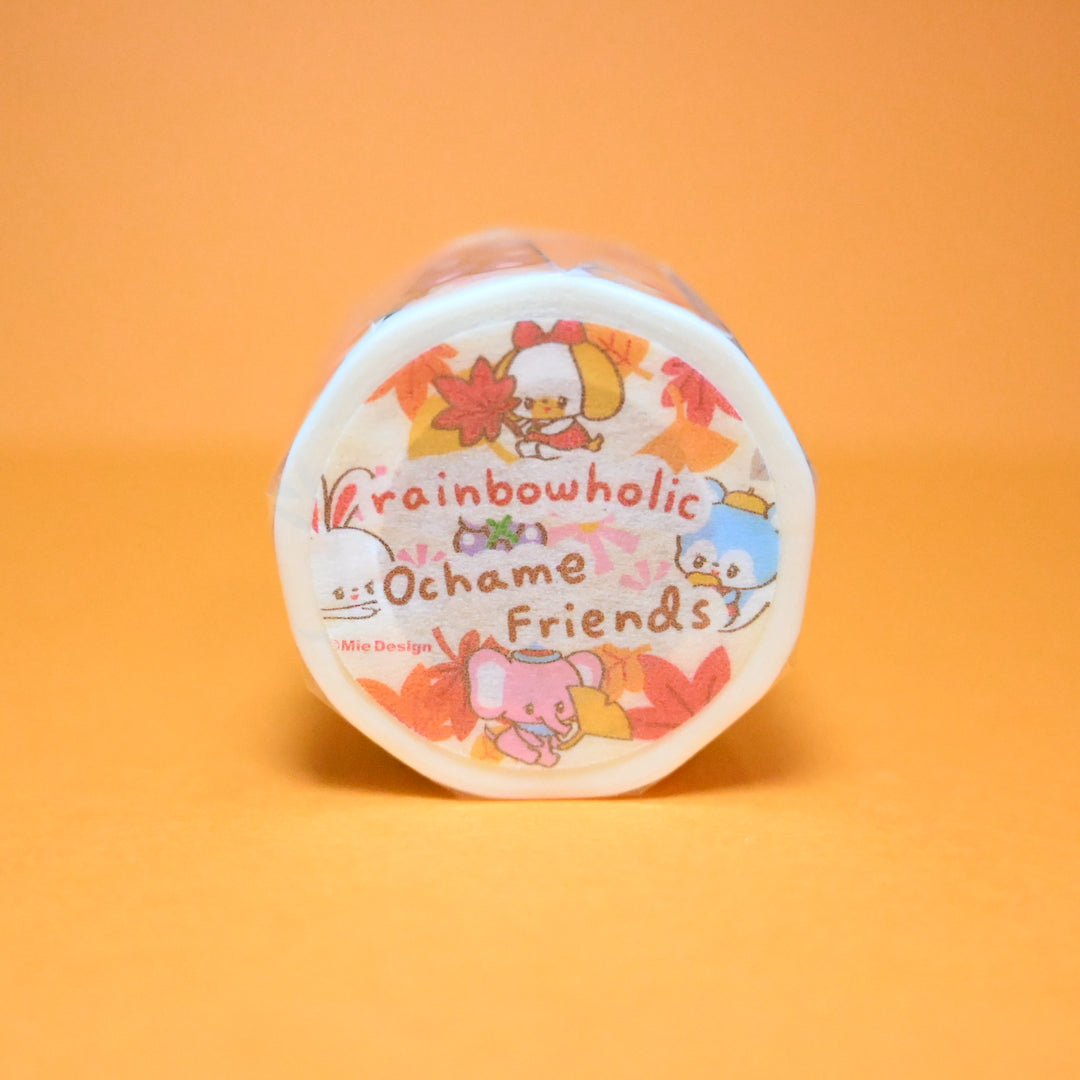 rainbowholic
Ochame
Friends
©Mie Design